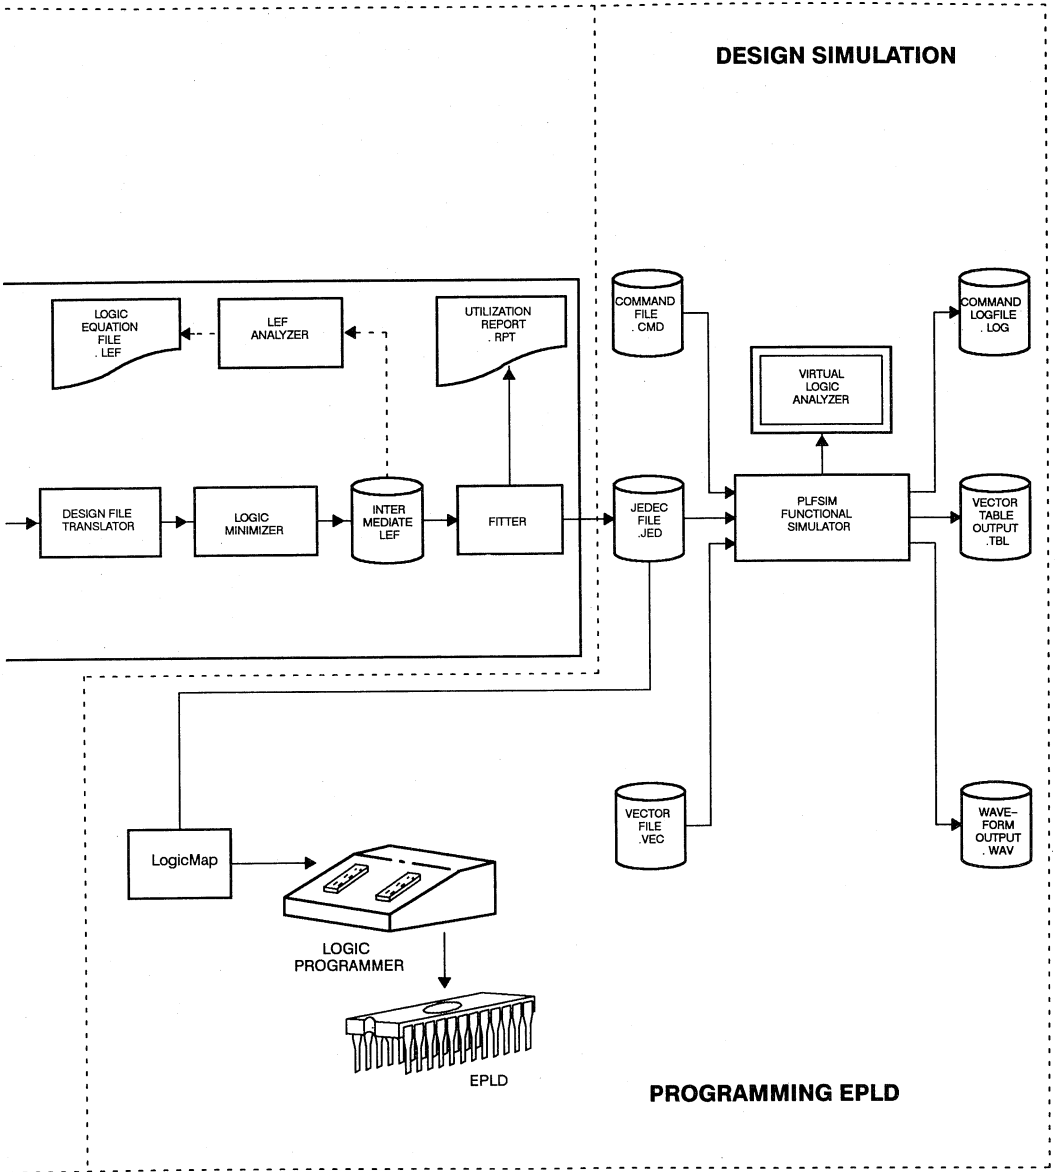 DESIGN SIMULATION
LOGIC
EQUATION
FILE
. LEF
LEF
ANALYZER
UTILIZATION
REPORT
. RPT
COMMAND
FILE
. CMD
COMMAND
LOGFILE
. LOG
VIRTUAL
LOGIC
ANALYZER
DESIGN FILE
TRANSLATOR
LOGIC
MINIMIZER
INTER
MEDIATE
LEF
FITTER
JEDEC
FILE
.JED
PLFSIM
FUNCTIONAL
SIMULATOR
VECTOR
TABLE
OUTPUT
.TBL
VECTOR
FILE
.VEC
WAVE–
FORM
OUTPUT
. WAV
LogicMap
LOGIC
PROGRAMMER
EPLD
PROGRAMMING EPLD